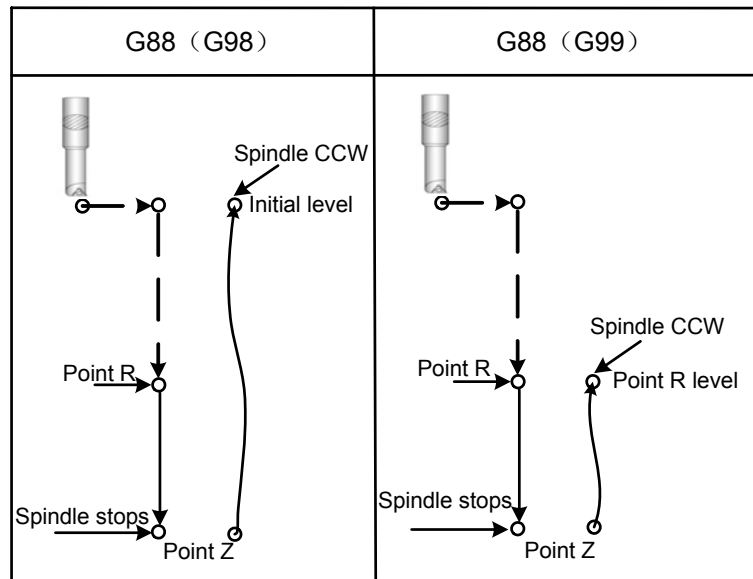 G88（G98）
G88（G99）
Spindle CCW
Initial level
Point R
Spindle stops
Point Z
Spindle CCW
Point R
Point R level
Spindle stops
Point Z